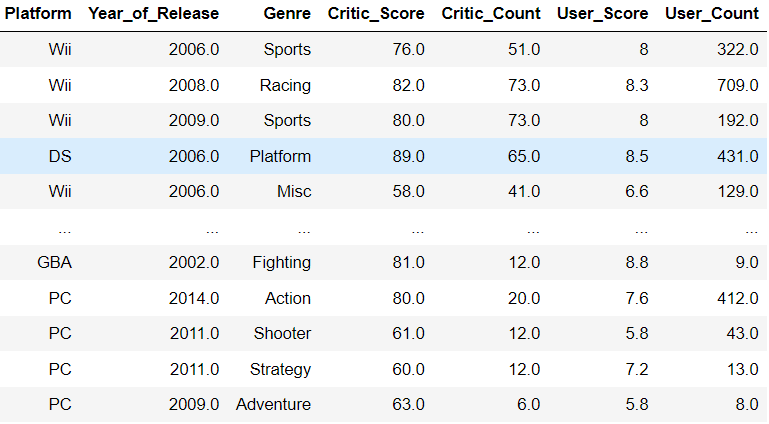 Platform Year_of_Release Genre Critic_Score Critic_Count User_Score User_Count
Wii 2006.0 Sports 76.0 51.0 8 322.0
Wii 2008.0 Racing 82.0 73.0 8.3 709.0
Wii 2009.0 Sports 80.0 73.0 8 192.0
DS 2006.0 Platform 89.0 65.0 8.5 431.0
Wii 2006.0 Misc 58.0 41.0 6.6 129.0
... ... ... ... ... ... ...
GBA 2002.0 Fighting 81.0 12.0 8.8 9.0
PC 2014.0 Action 80.0 20.0 7.6 412.0
PC 2011.0 Shooter 61.0 12.0 5.8 43.0
PC 2011.0 Strategy 60.0 12.0 7.2 13.0
PC 2009.0 Adventure 63.0 6.0 5.8 8.0